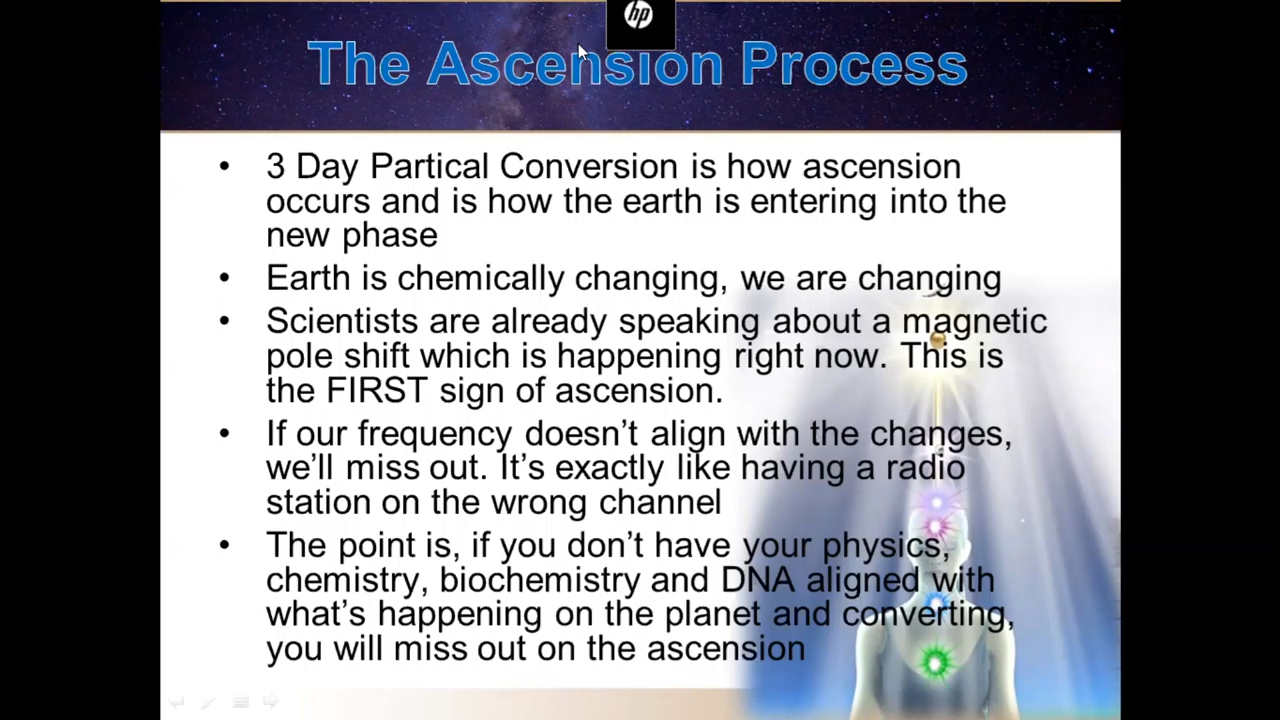 hp
The Ascension Process
• 3 Day Partical Conversion is how ascension
occurs and is how the earth is entering into the
new phase
• Earth is chemically changing, we are changing
• Scientists are already speaking about a magnetic
pole shift which is happening right now. This is
the FIRST sign of ascension.
• If our frequency doesn’t align with the changes,
we’ll miss out. It’s exactly like having a radio
station on the wrong channel
• The point is, if you don’t have your physics,
chemistry, biochemistry and DNA aligned with
what’s happening on the planet and converting,
you will miss out on the ascension